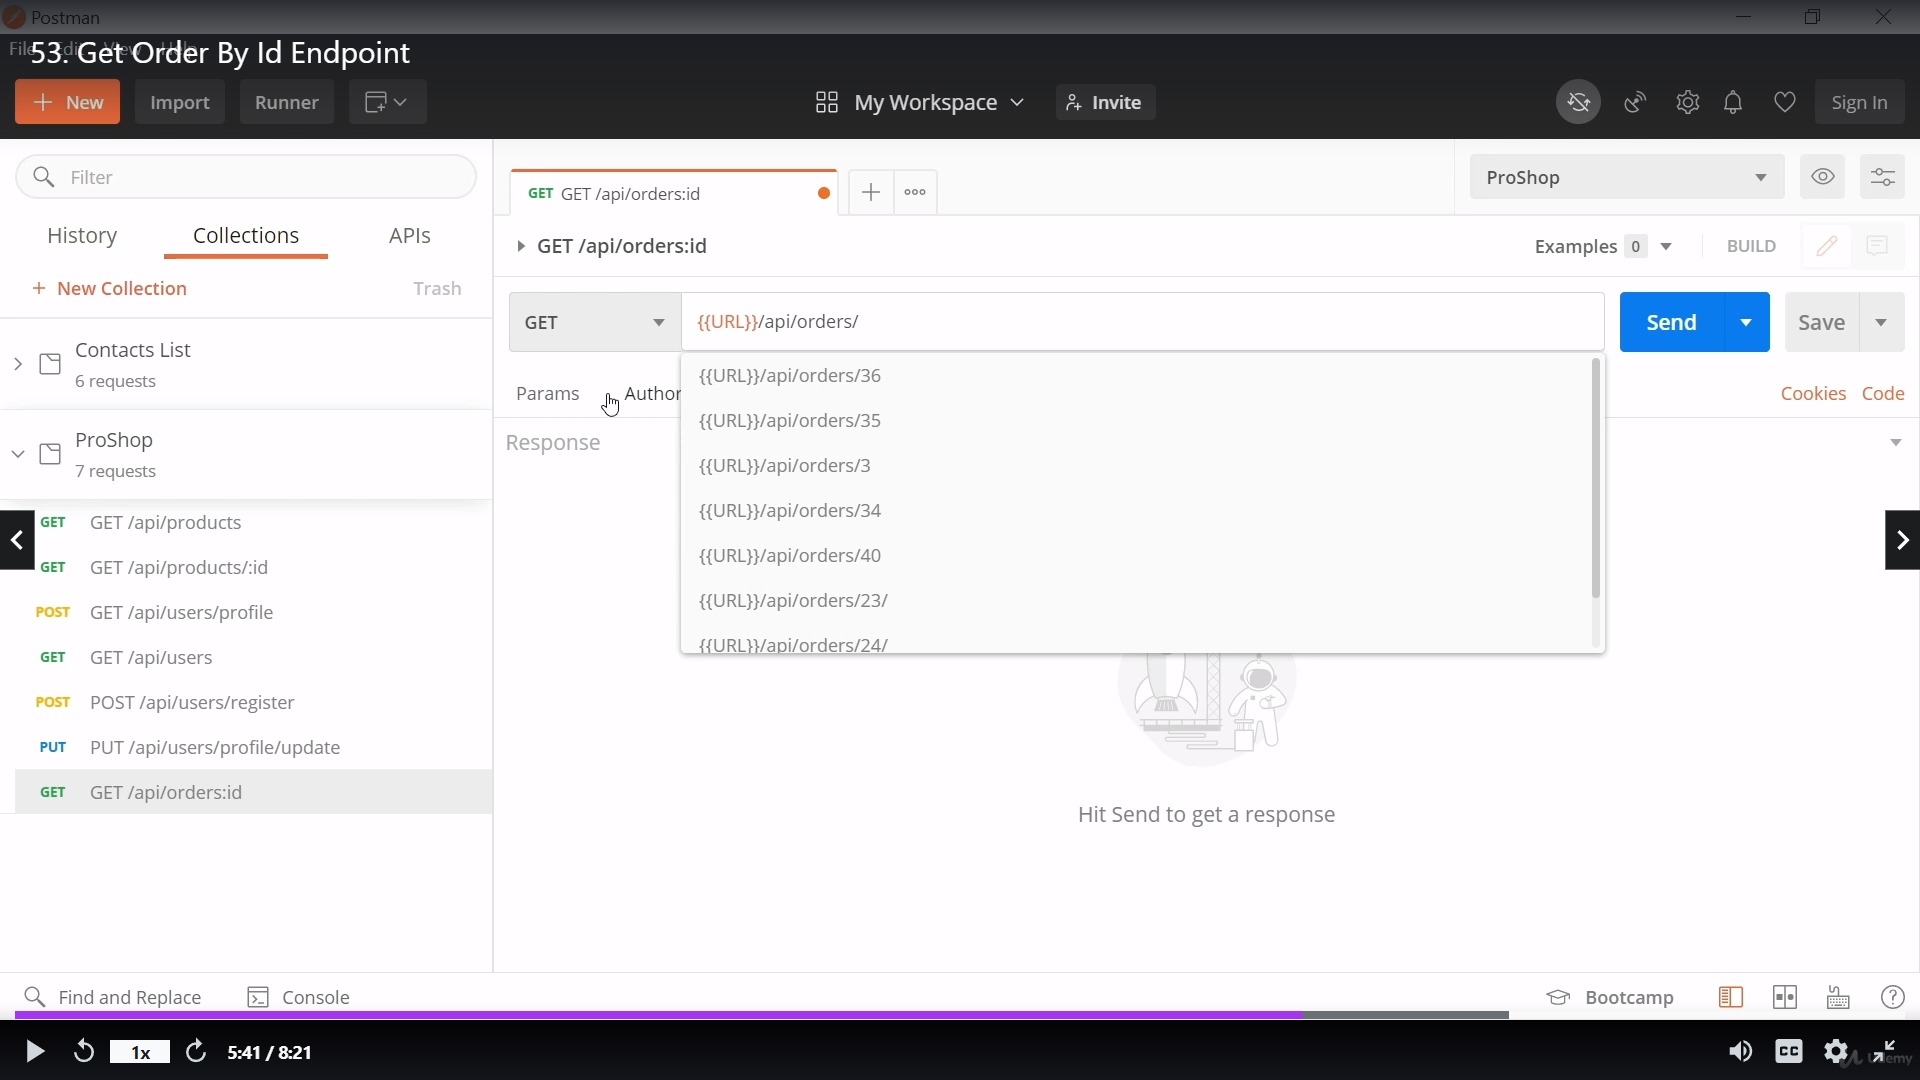 Postman
53. Get Order By Id Endpoint
New
Import
Runner
My Workspace
Invite
Sign In
Filter
History
Collections
APIs
+ New Collection
Trash
Contacts List
6 requests
ProShop
7 requests
GET GET /api/products
GET GET /api/products/:id
POST GET /api/users/profile
GET GET /api/users
POST POST /api/users/register
PUT PUT /api/users/profile/update
GET GET /api/orders:id
GET GET /api/orders:id
ProShop
GET /api/orders:id
Examples 0
BUILD
GET
{{URL}}/api/orders/
Send
Save
Params
Author
Cookies
Code
{{URL}}/api/orders/36
{{URL}}/api/orders/35
{{URL}}/api/orders/3
{{URL}}/api/orders/34
{{URL}}/api/orders/40
{{URL}}/api/orders/23/
{{URL}}/api/orders/24/
Response
Hit Send to get a response
Find and Replace
Console
Bootcamp
1x
5:41 / 8:21
CC
Udemy